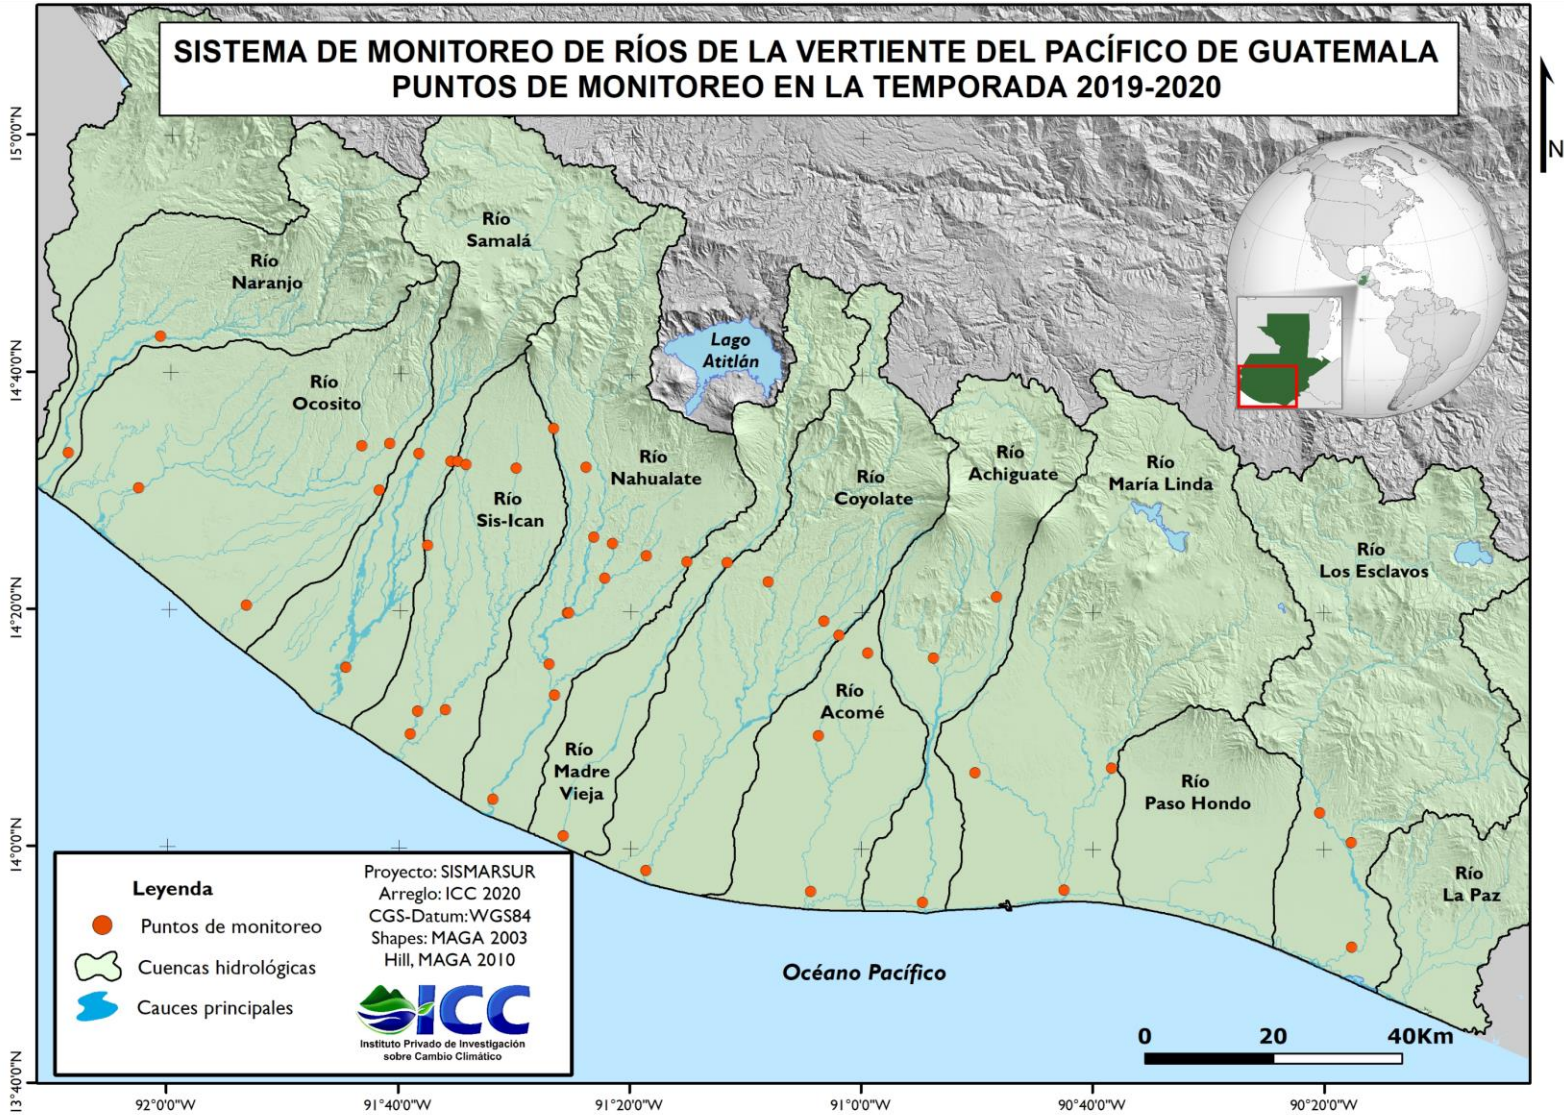 SISTEMA DE MONITOREO DE RÍOS DE LA VERTIENTE DEL PACÍFICO DE GUATEMALA
PUNTOS DE MONITOREO EN LA TEMPORADA 2019-2020
N
15°0'0"N
14°40'0"N
14°20'0"N
14°0'0"N
13°40'0"N
Río
Samalá
Río
Naranjo
Lago
Atitlán
Río
Ocosito
Río
Nahualate
Río
Sis-Ican
Río
Coyolate
Río
Achiguate
Río
María Linda
Río
Los Esclavos
Río
Acomé
Río
Madre
Vieja
Río
Paso Hondo
Río
La Paz
Océano Pacífico
Leyenda
Puntos de monitoreo
Cuencas hidrológicas
Cauces principales
Proyecto: SISMARSUR
Arreglo: ICC 2020
CGS-Datum: WGS84
Shapes: MAGA 2003
Hill, MAGA 2010
ICC
Instituto Privado de Investigación
sobre Cambio Climático
0 20 40Km
92°0'0"W 91°40'0"W 91°20'0"W 91°0'0"W 90°40'0"W 90°20'0"W